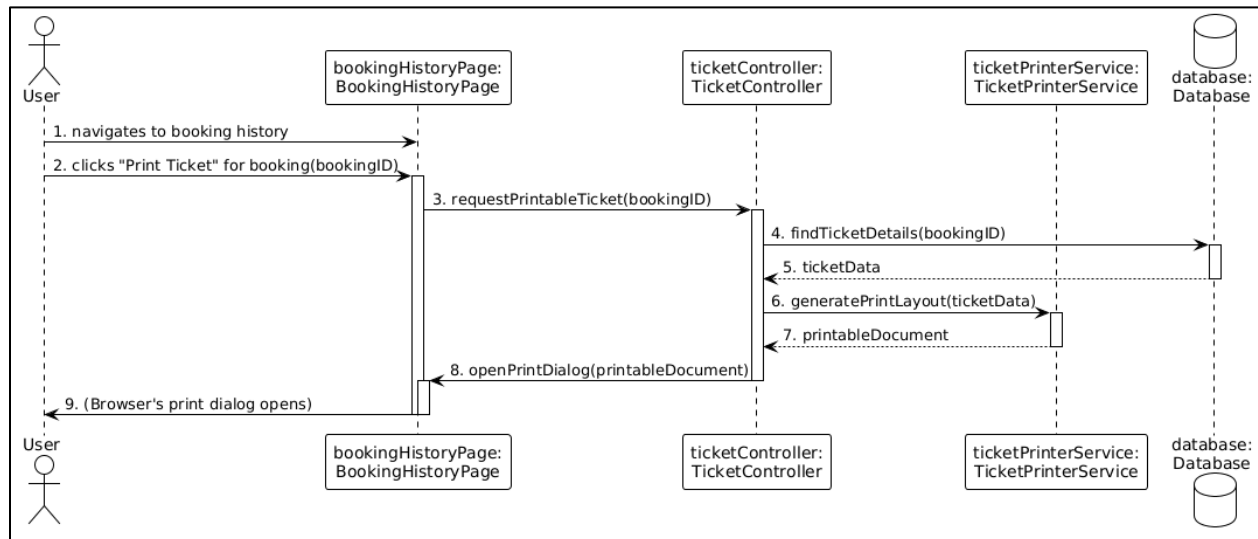 User
bookingHistoryPage:
BookingHistoryPage
ticketController:
TicketController
ticketPrinterService:
TicketPrinterService
database:
Database
1. navigates to booking history
2. clicks "Print Ticket" for booking(bookingID)
3. requestPrintableTicket(bookingID)
4. findTicketDetails(bookingID)
5. ticketData
6. generatePrintLayout(ticketData)
7. printableDocument
8. openPrintDialog(printableDocument)
9. (Browser's print dialog opens)
User
bookingHistoryPage:
BookingHistoryPage
ticketController:
TicketController
ticketPrinterService:
TicketPrinterService
database:
Database